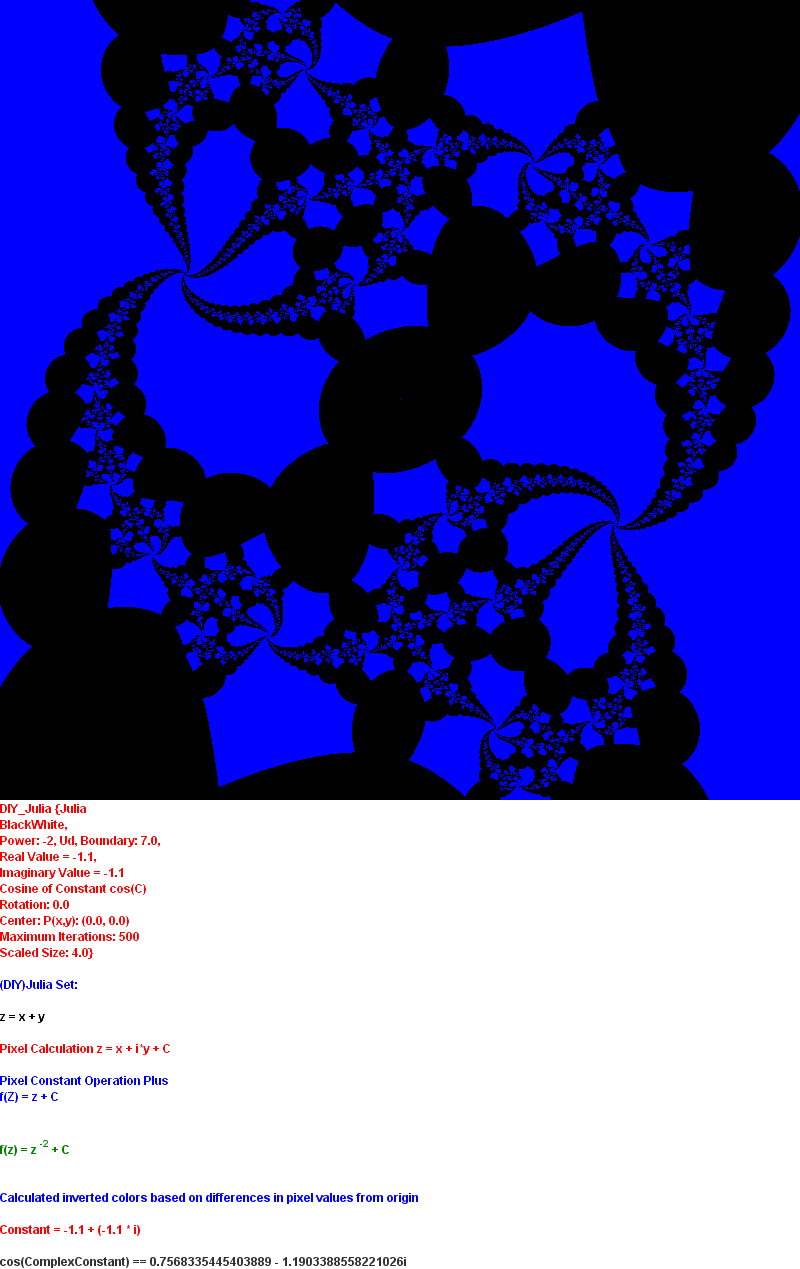 DIY_Julia {Julia
BlackWhite,
Power: -2, Ud, Boundary: 7.0,
Real Value = -1.1,
Imaginary Value = -1.1
Cosine of Constant cos(C)
Rotation: 0.0
Center: P(x,y): (0.0, 0.0)
Maximum Iterations: 500
Scaled Size: 4.0}
(DIY)Julia Set:
z = x + y
Pixel Calculation z = x + i*y + C
Pixel Constant Operation Plus
f(Z) = z + C
f(z) = z -2 + C
Calculated inverted colors based on differences in pixel values from origin
Constant = -1.1 + (-1.1 * i)
cos(ComplexConstant) == 0.7568335445403889 - 1.1903388558221026i